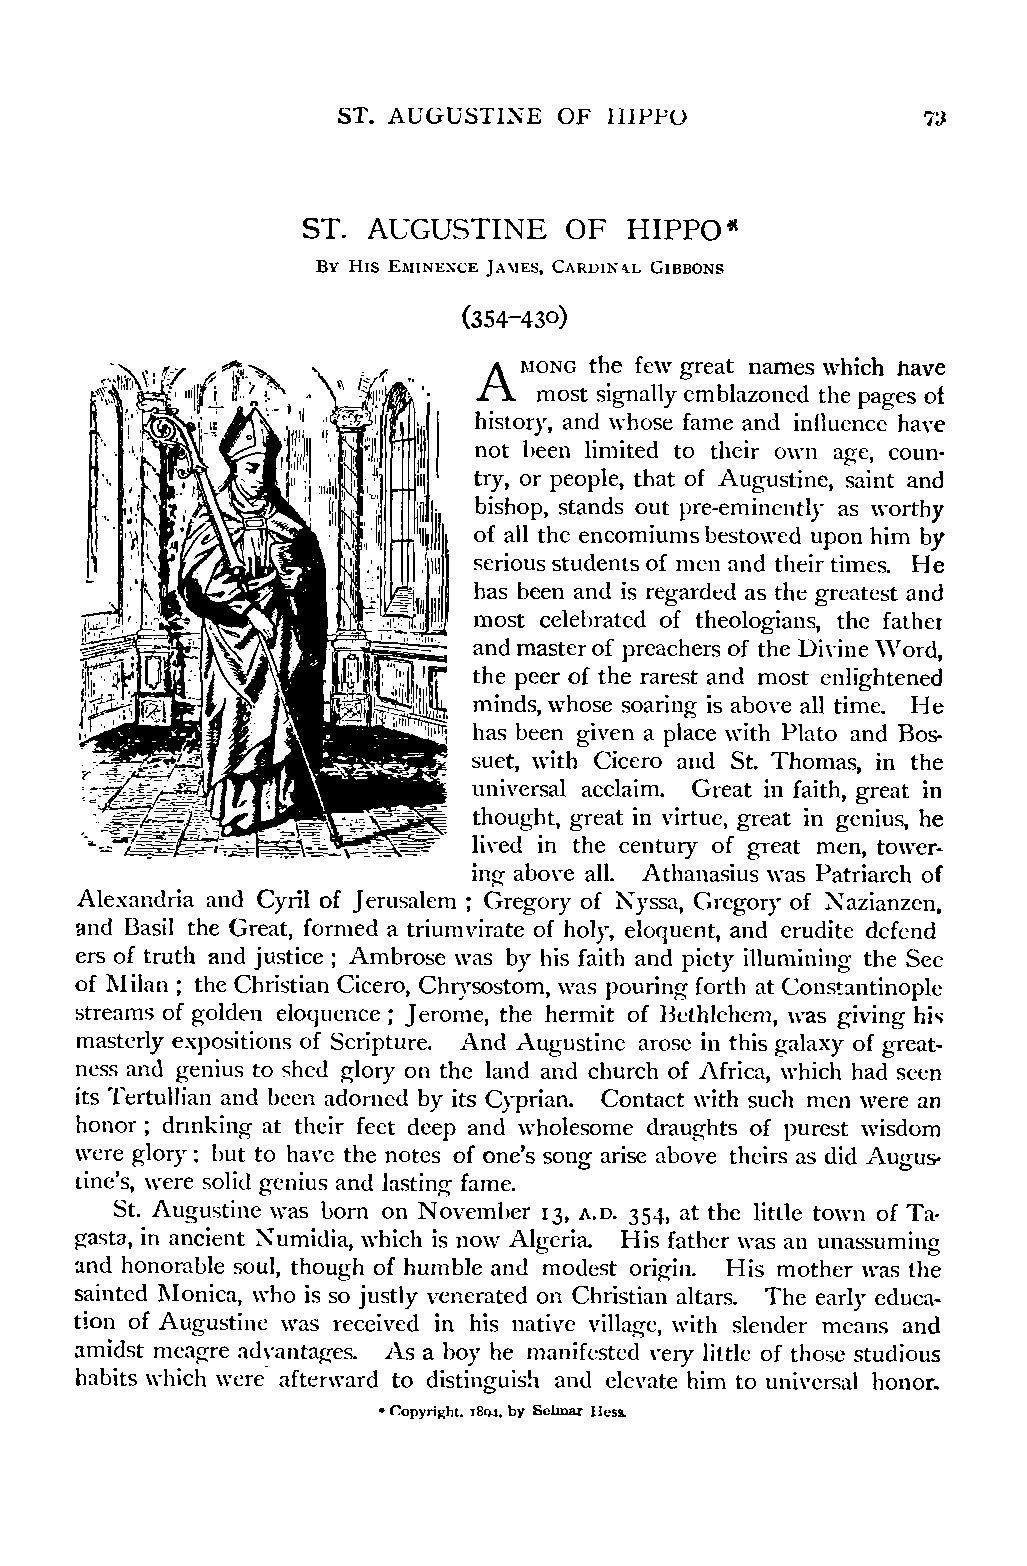 ST. AUGUSTINE OF HIPPO 73
ST. AUGUSTINE OF HIPPO*
By His Eminence James, Cardinal Gibbons
(354–430)
AMONG the few great names which have
most signally emblazoned the pages of
history, and whose fame and influence have
not been limited to their own age, coun-
try, or people, that of Augustine, saint and
bishop, stands out pre-eminently as worthy
of all the encomiums bestowed upon him by
serious students of men and their times. He
has been and is regarded as the greatest and
most celebrated of theologians, the father
and master of preachers of the Divine Word,
the peer of the rarest and most enlightened
minds, whose soaring is above all time. He
has been given a place with Plato and Bos-
suet, with Cicero and St. Thomas, in the
universal acclaim. Great in faith, great in
thought, great in virtue, great in genius, he
lived in the century of great men, tower-
ing above all. Athanasius was Patriarch of
Alexandria and Cyril of Jerusalem ; Gregory of Nyssa, Gregory of Nazianzen,
and Basil the Great, formed a triumvirate of holy, eloquent, and erudite defend
ers of truth and justice ; Ambrose was by his faith and piety illumining the See
of Milan ; the Christian Cicero, Chrysostom, was pouring forth at Constantinople
streams of golden eloquence ; Jerome, the hermit of Bethlehem, was giving his
masterly expositions of Scripture. And Augustine arose in this galaxy of great-
ness and genius to shed glory on the land and church of Africa, which had seen
its Tertullian and been adorned by its Cyprian. Contact with such men were an
honor ; drinking at their feet deep and wholesome draughts of purest wisdom
were glory ; but to have the notes of one's song arise above theirs as did Augus-
tine's, were solid genius and lasting fame.
St. Augustine was born on November 13, A.D. 354, at the little town of Ta-
gasta, in ancient Numidia, which is now Algeria. His father was an unassuming
and honorable soul, though of humble and modest origin. His mother was the
sainted Monica, who is so justly venerated on Christian altars. The early educa-
tion of Augustine was received in his native village, with slender means and
amidst meagre advantages. As a boy he manifested very little of those studious
habits which were afterward to distinguish and elevate him to universal honor.
* Copyright, 1894, by Selmar Hess.